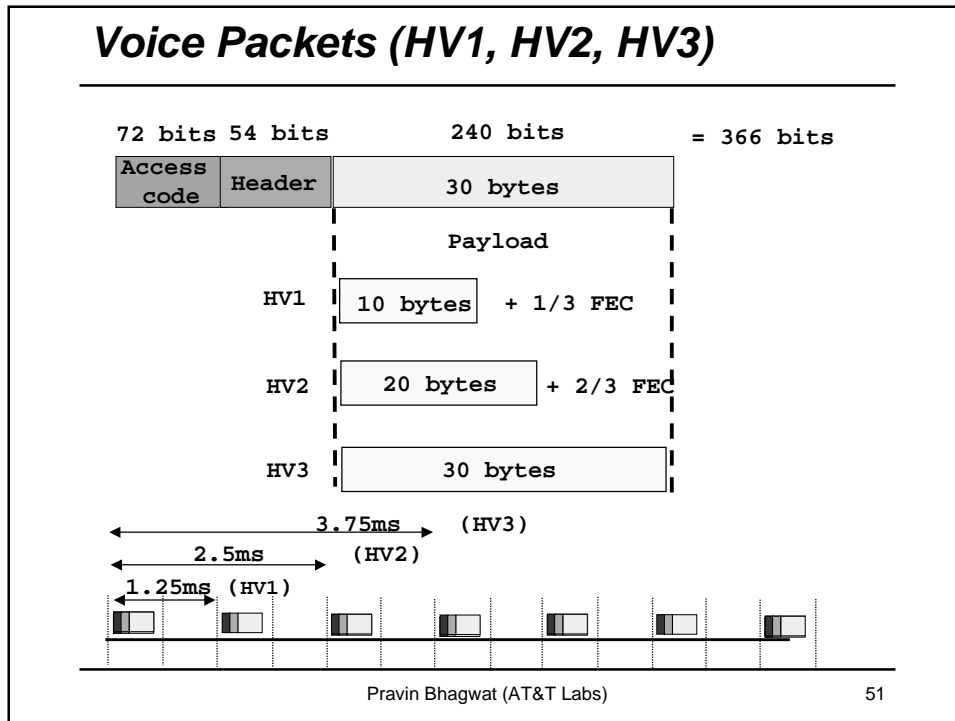 Voice Packets (HV1, HV2, HV3)
72 bits 54 bits 240 bits = 366 bits
Access code Header 30 bytes
Payload
HV1 10 bytes + 1/3 FEC
HV2 20 bytes + 2/3 FEC
HV3 30 bytes
3.75ms (HV3)
2.5ms (HV2)
1.25ms (HV1)
Pravin Bhagwat (AT&T Labs) 51